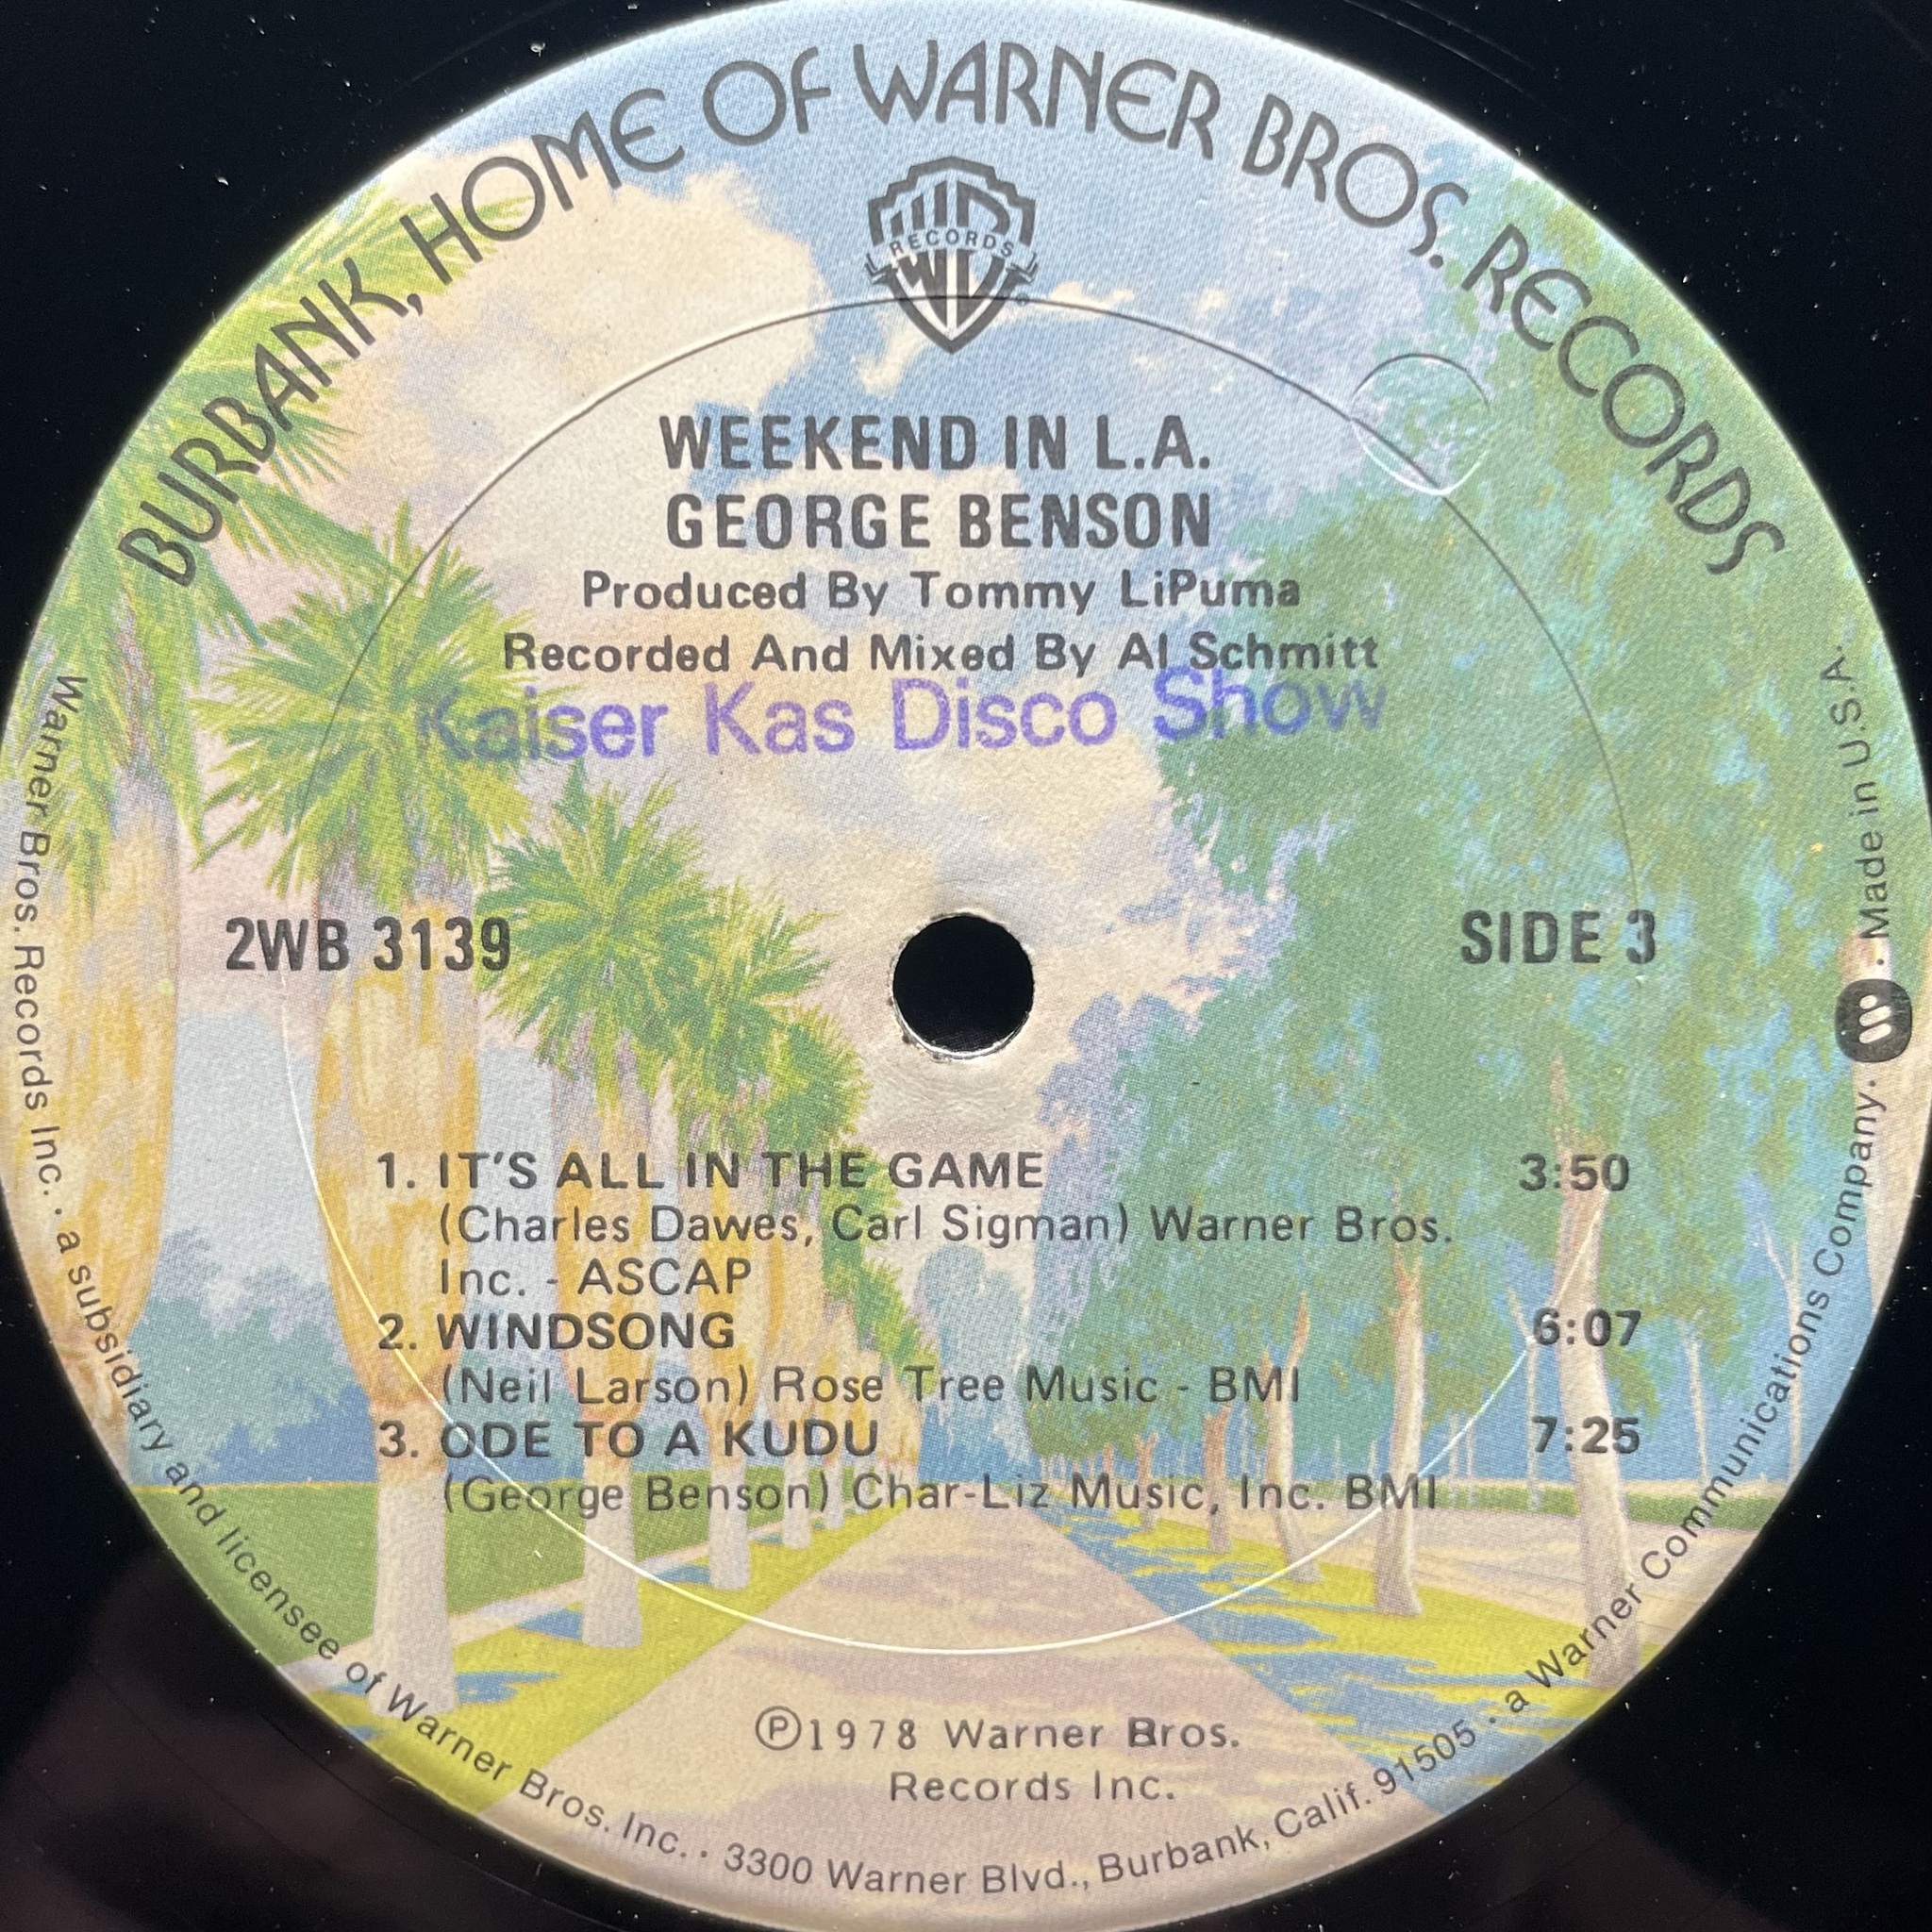 BURBANK, HOME OF WARNER BROS. RECORDS
RECORDS
WEEKEND IN L.A.
GEORGE BENSON
Produced By Tommy LiPuma
Recorded And Mixed By Al Schmitt
Kaiser Kas Disco Show
2WB 3139
SIDE 3
1. IT'S ALL IN THE GAME 3:50
(Charles Dawes, Carl Sigman) Warner Bros.
Inc. - ASCAP
2. WINDSONG 6:07
(Neil Larson) Rose Tree Music - BMI
3. ODE TO A KUDU 7:25
(George Benson) Char-Liz Music, Inc. BMI
℗1978 Warner Bros.
Records Inc.
Warner Bros. Records Inc. · a subsidiary and licensee of Warner Bros. Inc. · 3300 Warner Blvd., Burbank, Calif. 91505 · a Warner Communications Company. · Made in U.S.A.